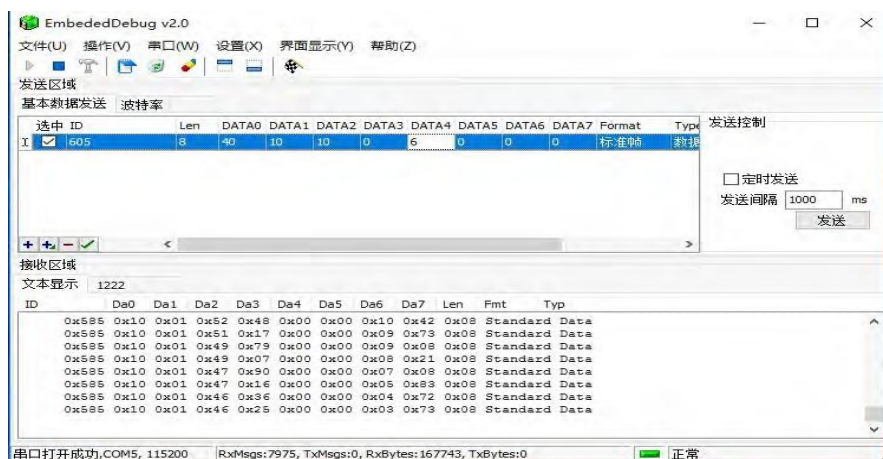 EmbededDebug v2.0
文件(U) 操作(V) 串口(W) 设置(X) 界面显示(Y) 帮助(Z)
发送区域
基本数据发送 波特率
选中 ID Len DATA0 DATA1 DATA2 DATA3 DATA4 DATA5 DATA6 DATA7 Format Type
605 8 40 10 10 0 6 0 0 0 标准帧 数据
发送控制
定时发送
发送间隔 1000 ms
发送
接收区域
文本显示 1222
ID Da0 Da1 Da2 Da3 Da4 Da5 Da6 Da7 Len Fmt Typ
0x585 0x10 0x01 0x52 0x48 0x00 0x00 0x10 0x42 0x08 Standard Data
0x585 0x10 0x01 0x51 0x17 0x00 0x00 0x09 0x73 0x08 Standard Data
0x585 0x10 0x01 0x49 0x79 0x00 0x00 0x09 0x08 0x08 Standard Data
0x585 0x10 0x01 0x49 0x07 0x00 0x00 0x08 0x21 0x08 Standard Data
0x585 0x10 0x01 0x47 0x90 0x00 0x00 0x07 0x08 0x08 Standard Data
0x585 0x10 0x01 0x47 0x16 0x00 0x00 0x05 0x83 0x08 Standard Data
0x585 0x10 0x01 0x46 0x36 0x00 0x00 0x04 0x72 0x08 Standard Data
0x585 0x10 0x01 0x46 0x25 0x00 0x00 0x03 0x73 0x08 Standard Data
串口打开成功,COM5, 115200 RxMsgs:7975, TxMsgs:0, RxBytes:167743, TxBytes:0 正常